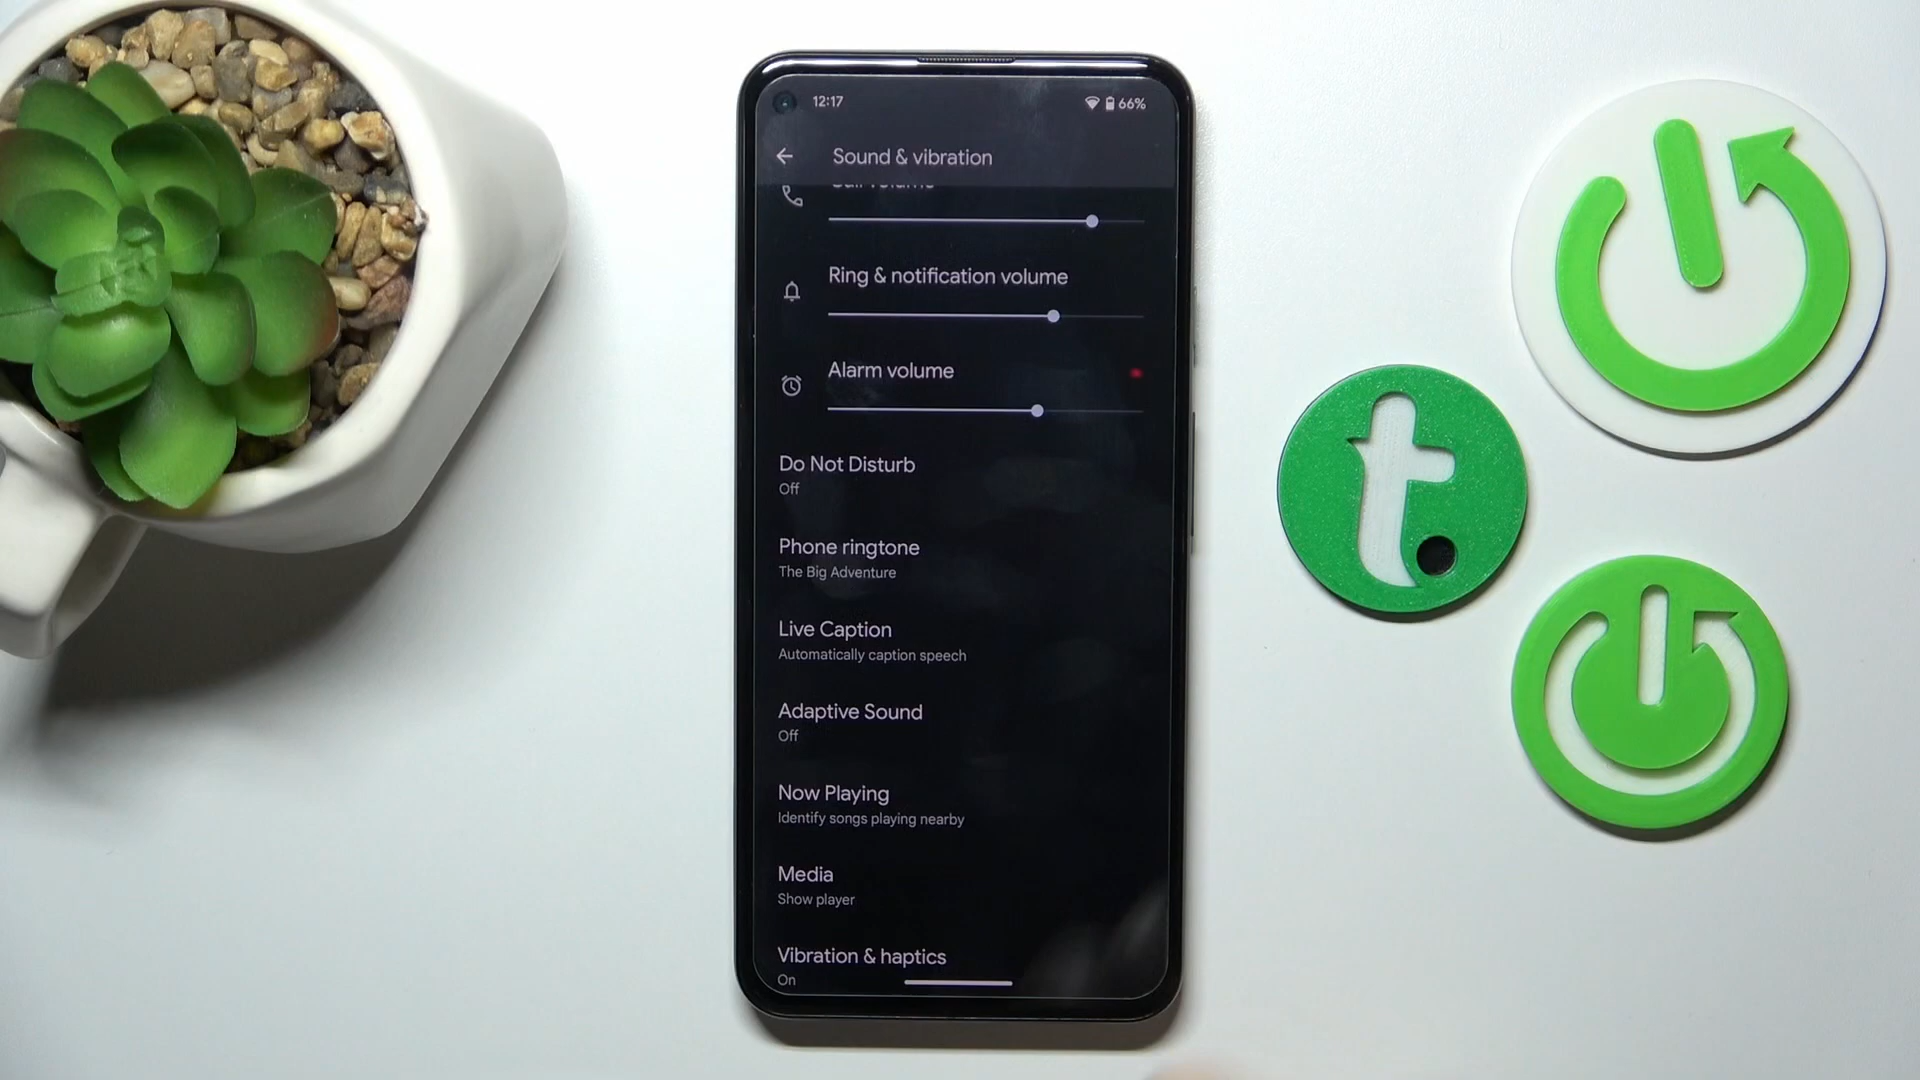 12:17
66%
Sound & vibration
Call volume
Ring & notification volume
Alarm volume
Do Not Disturb
Off
Phone ringtone
The Big Adventure
Live Caption
Automatically caption speech
Adaptive Sound
Off
Now Playing
Identify songs playing nearby
Media
Show player
Vibration & haptics
On
t.